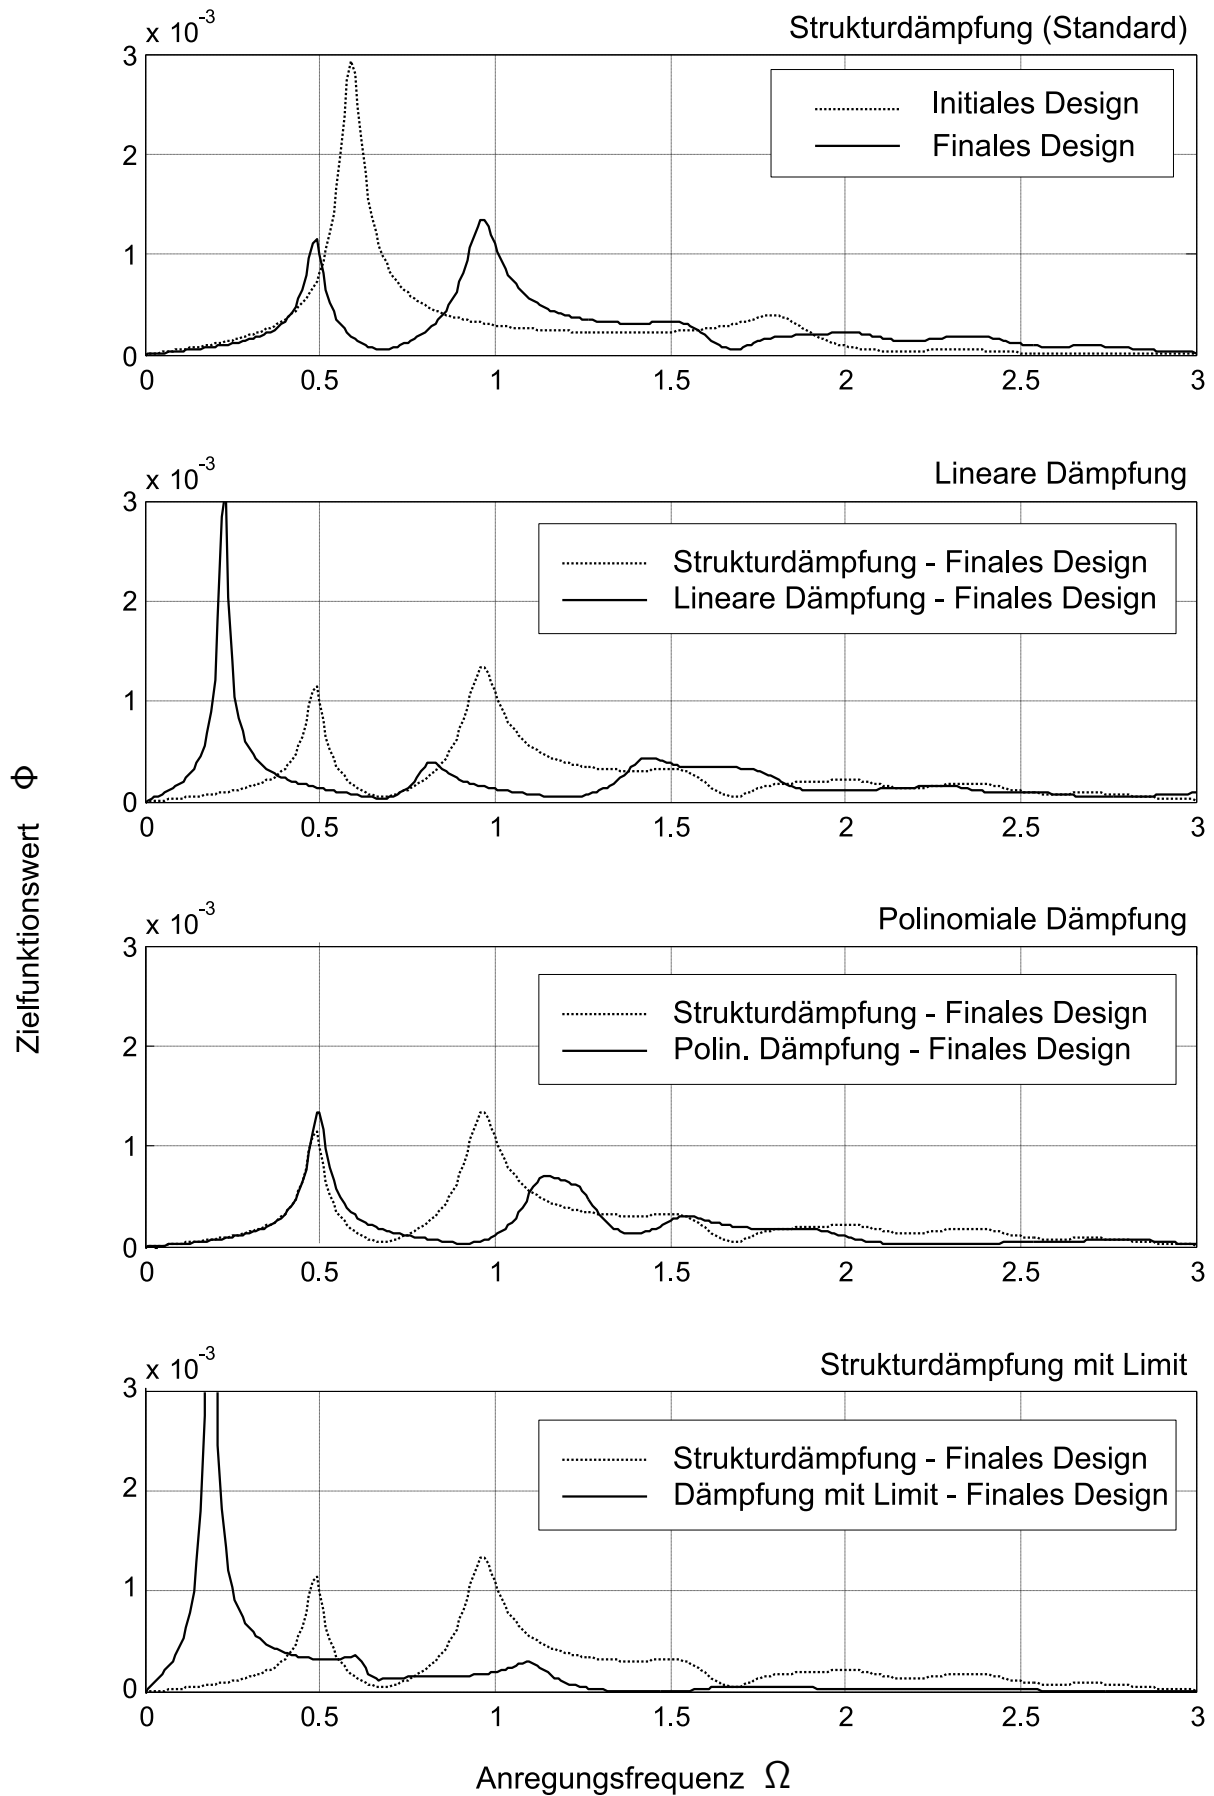 x 10⁻³
Strukturdämpfung (Standard)
3
2
1
0
Initiales Design
Finales Design
0 0.5 1 1.5 2 2.5 3
x 10⁻³
Lineare Dämpfung
3
2
1
0
Strukturdämpfung - Finales Design
Lineare Dämpfung - Finales Design
0 0.5 1 1.5 2 2.5 3
Zielfunktionswert Φ
x 10⁻³
Polinomiale Dämpfung
3
2
1
0
Strukturdämpfung - Finales Design
Polin. Dämpfung - Finales Design
0 0.5 1 1.5 2 2.5 3
x 10⁻³
Strukturdämpfung mit Limit
3
2
1
0
Strukturdämpfung - Finales Design
Dämpfung mit Limit - Finales Design
0 0.5 1 1.5 2 2.5 3
Anregungsfrequenz Ω